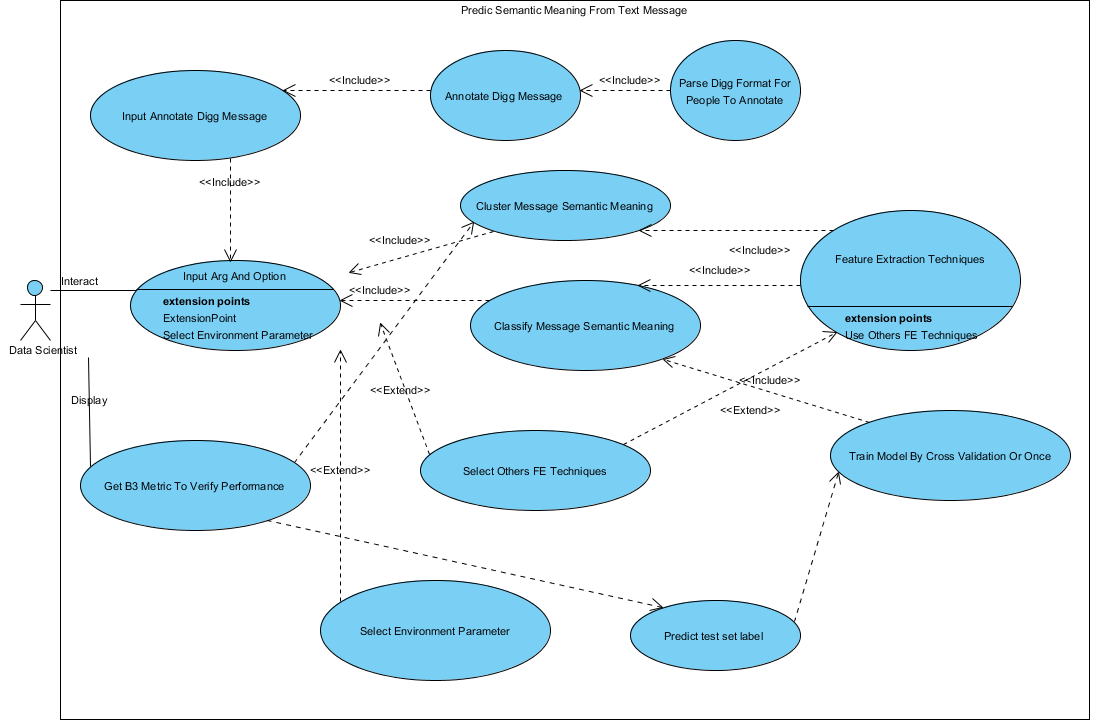 Predic Semantic Meaning From Text Message
<<Include>>
<<Include>>
Parse Digg Format For
People To Annotate
Annotate Digg Message
Input Annotate Digg Message
<<Include>>
Cluster Message Semantic Meaning
<<Include>>
<<Include>>
Feature Extraction Techniques
<<Include>>
Input Arg And Option
Interact
<<Include>>
extension points
ExtensionPoint
Select Environment Parameter
Classify Message Semantic Meaning
extension points
Use Others FE Techniques
Data Scientist
<<Include>>
<<Extend>>
Display
<<Extend>>
Train Model By Cross Validation Or Once
<<Extend>>
Select Others FE Techniques
Get B3 Metric To Verify Performance
Select Environment Parameter
Predict test set label